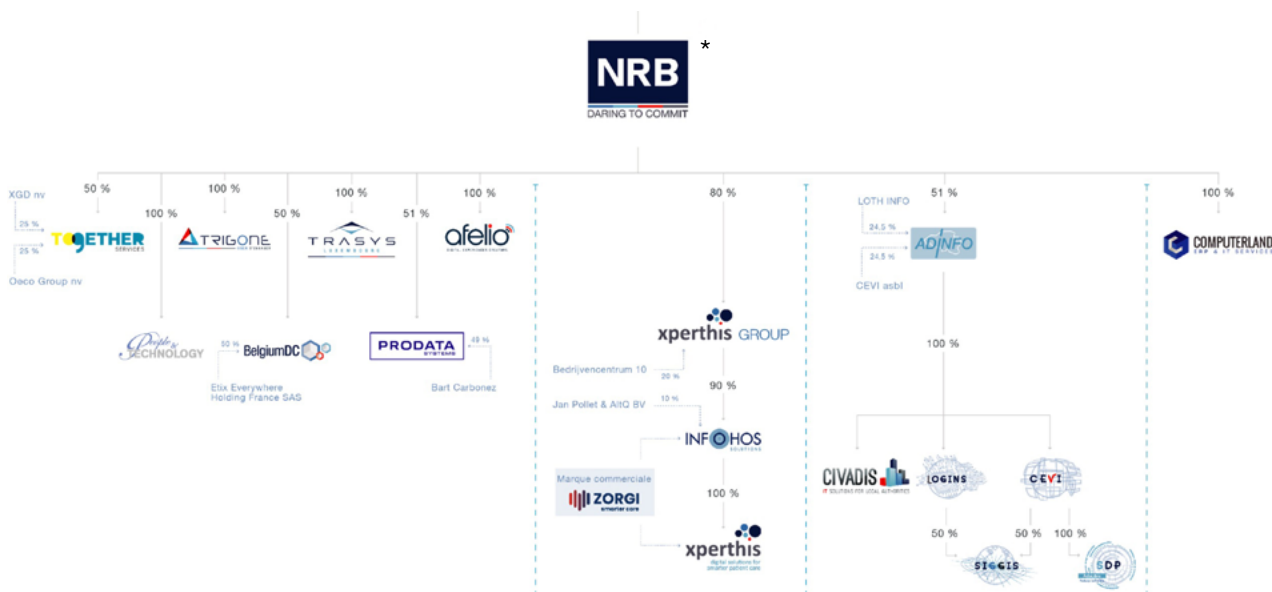 NRB
*
DARING TO COMMIT
50 %
100 %
100 %
50 %
100 %
51 %
100 %
80 %
51 %
100 %
XGD nv
25 %
TOGETHER
SERVICES
25 %
Oeco Group nv
TRIGONE
TRASYS
LUXEMBOURG
afelio
LOTH INFO
24,5 %
ADINFO
24,5 %
CEVI asbl
COMPUTERLAND
ERP & IT SERVICES
People &
TECHNOLOGY
50 %
BelgiumDC
Etix Everywhere
Holding France SAS
PRODATA
SYSTEMS
49 %
Bart Carbonez
xperthis GROUP
Bedrijvencentrum 10
20 %
90 %
Jan Pollet & AltQ BV
10 %
INFOHOS
SOLUTIONS
100 %
Marque commerciale
ZORGI
smarter care
100 %
xperthis
digital solutions for
smarter patient care
CIVADIS
IT SOLUTIONS FOR LOCAL AUTHORITIES
LOGINS
CEVI
50 %
50 %
100 %
SIGGIS
SDP